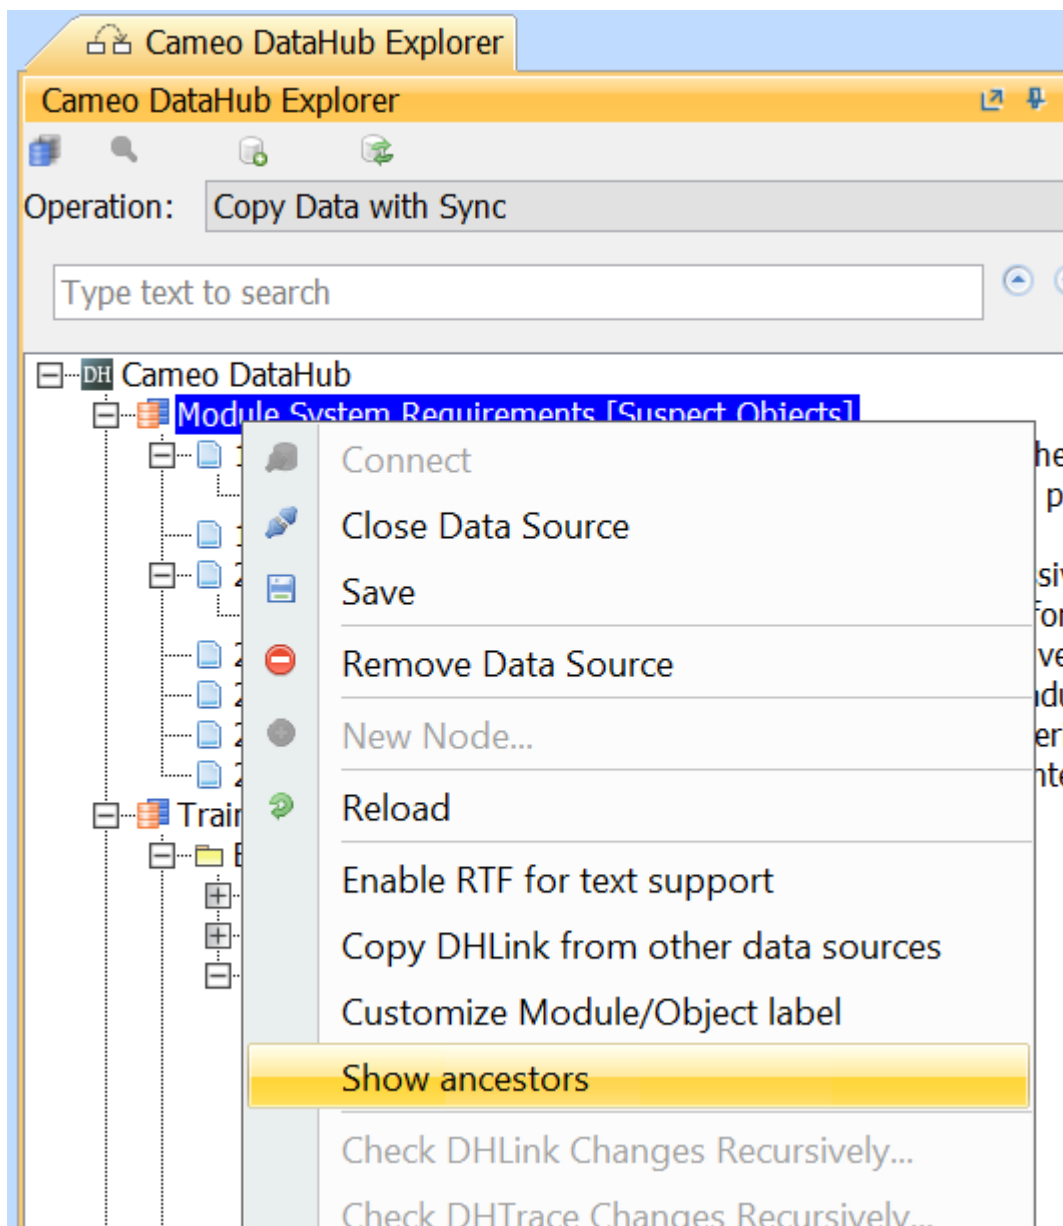 Cameo DataHub Explorer
Cameo DataHub Explorer
Operation: Copy Data with Sync
Type text to search
DH Cameo DataHub
Module System Requirements [Suspect Objects]
Connect
Close Data Source
Save
Remove Data Source
New Node...
Reload
Enable RTF for text support
Copy DHLink from other data sources
Customize Module/Object label
Show ancestors
Check DHLink Changes Recursively...
Check DHTrace Changes Recursively...